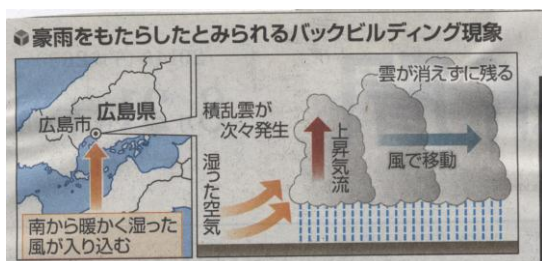 豪雨をもたらしたとみられるバックビルディング現象
広島県
広島市
南から暖かく湿った
風が入り込む
積乱雲が
次々発生
湿った空気
上昇気流
雲が消えずに残る
風で移動